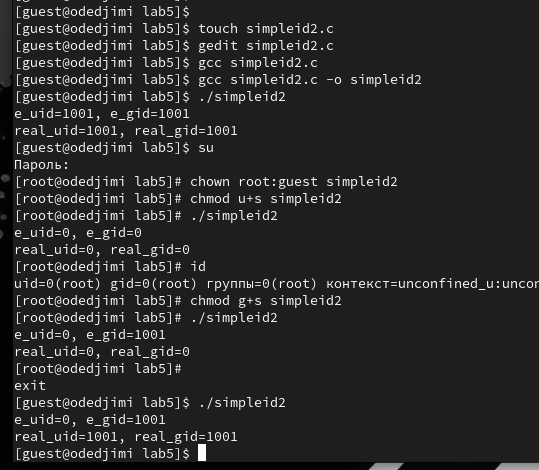 [guest@odedjimi lab5]$
[guest@odedjimi lab5]$ touch simpleid2.c
[guest@odedjimi lab5]$ gedit simpleid2.c
[guest@odedjimi lab5]$ gcc simpleid2.c
[guest@odedjimi lab5]$ gcc simpleid2.c -o simpleid2
[guest@odedjimi lab5]$ ./simpleid2
e_uid=1001, e_gid=1001
real_uid=1001, real_gid=1001
[guest@odedjimi lab5]$ su
Пароль:
[root@odedjimi lab5]# chown root:guest simpleid2
[root@odedjimi lab5]# chmod u+s simpleid2
[root@odedjimi lab5]# ./simpleid2
e_uid=0, e_gid=0
real_uid=0, real_gid=0
[root@odedjimi lab5]# id
uid=0(root) gid=0(root) группы=0(root) контекст=unconfined_u:uncon
[root@odedjimi lab5]# chmod g+s simpleid2
[root@odedjimi lab5]# ./simpleid2
e_uid=0, e_gid=1001
real_uid=0, real_gid=0
[root@odedjimi lab5]#
exit
[guest@odedjimi lab5]$ ./simpleid2
e_uid=0, e_gid=1001
real_uid=1001, real_gid=1001
[guest@odedjimi lab5]$